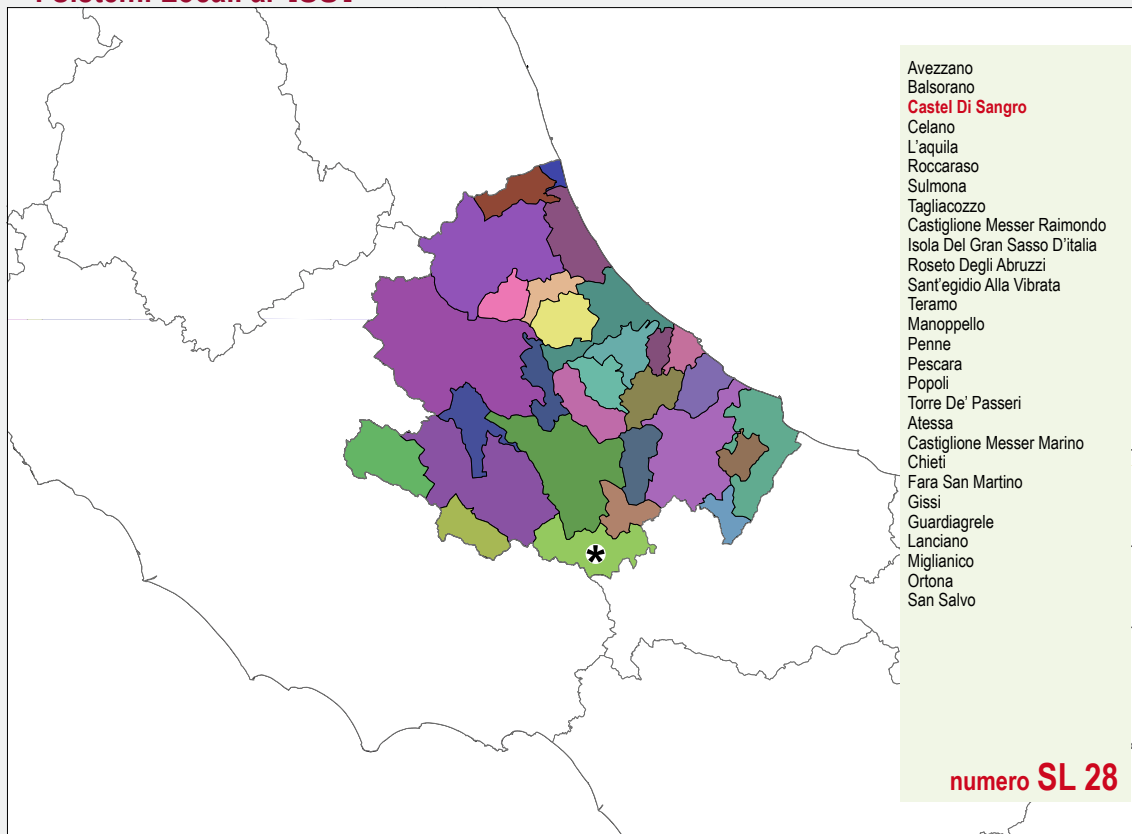 Avezzano
Balsorano
Castel Di Sangro
Celano
L'aquila
Roccaraso
Sulmona
Tagliacozzo
Castiglione Messer Raimondo
Isola Del Gran Sasso D'italia
Roseto Degli Abruzzi
Sant'egidio Alla Vibrata
Teramo
Manoppello
Penne
Pescara
Popoli
Torre De' Passeri
Atessa
Castiglione Messer Marino
Chieti
Fara San Martino
Gissi
Guardiagrele
Lanciano
Miglianico
Ortona
San Salvo
*
numero SL 28